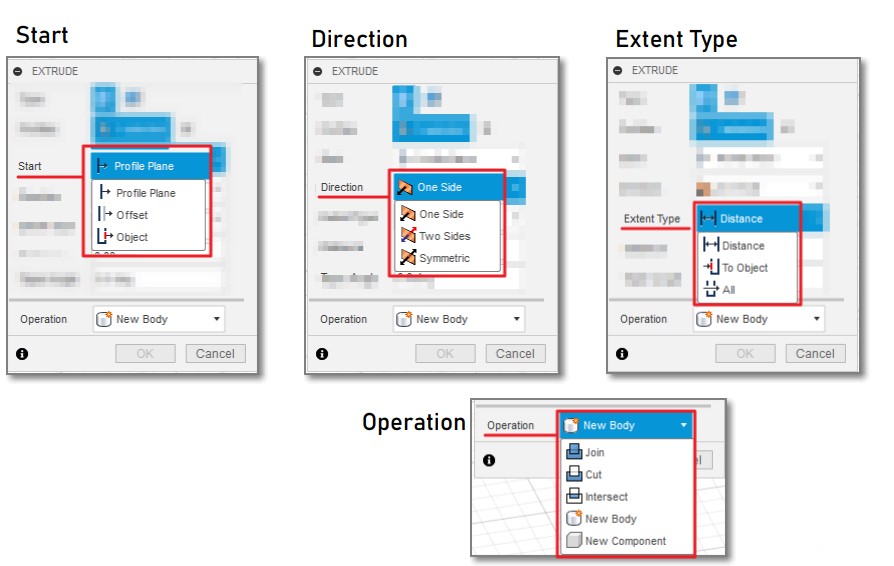 Start
EXTRUDE
Start
Profile Plane
Profile Plane
Offset
Object
Operation
New Body
OK
Cancel
Direction
EXTRUDE
Direction
One Side
One Side
Two Sides
Symmetric
Operation
New Body
OK
Cancel
Extent Type
EXTRUDE
Extent Type
Distance
Distance
To Object
All
Operation
New Body
OK
Cancel
Operation
Operation
New Body
Join
Cut
Intersect
New Body
New Component